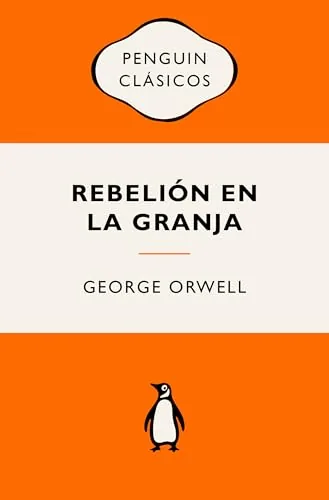 PENGUIN
CLÁSICOS
REBELIÓN EN
LA GRANJA
GEORGE ORWELL